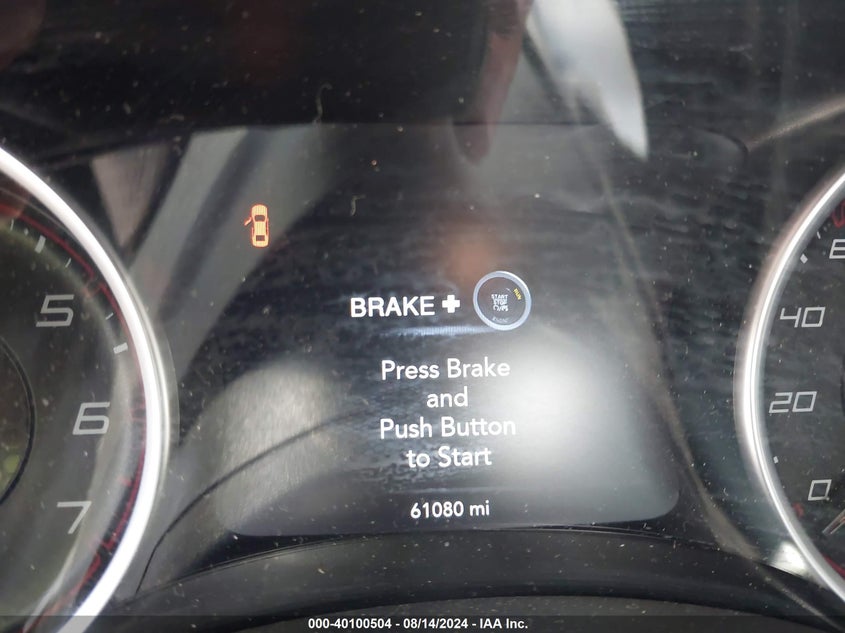 BRAKE +
START
STOP
RUN
Press Brake
and
Push Button
to Start
61080 mi
5
6
7
40
20
0
000-40100504 - 08/14/2024 - IAA Inc.